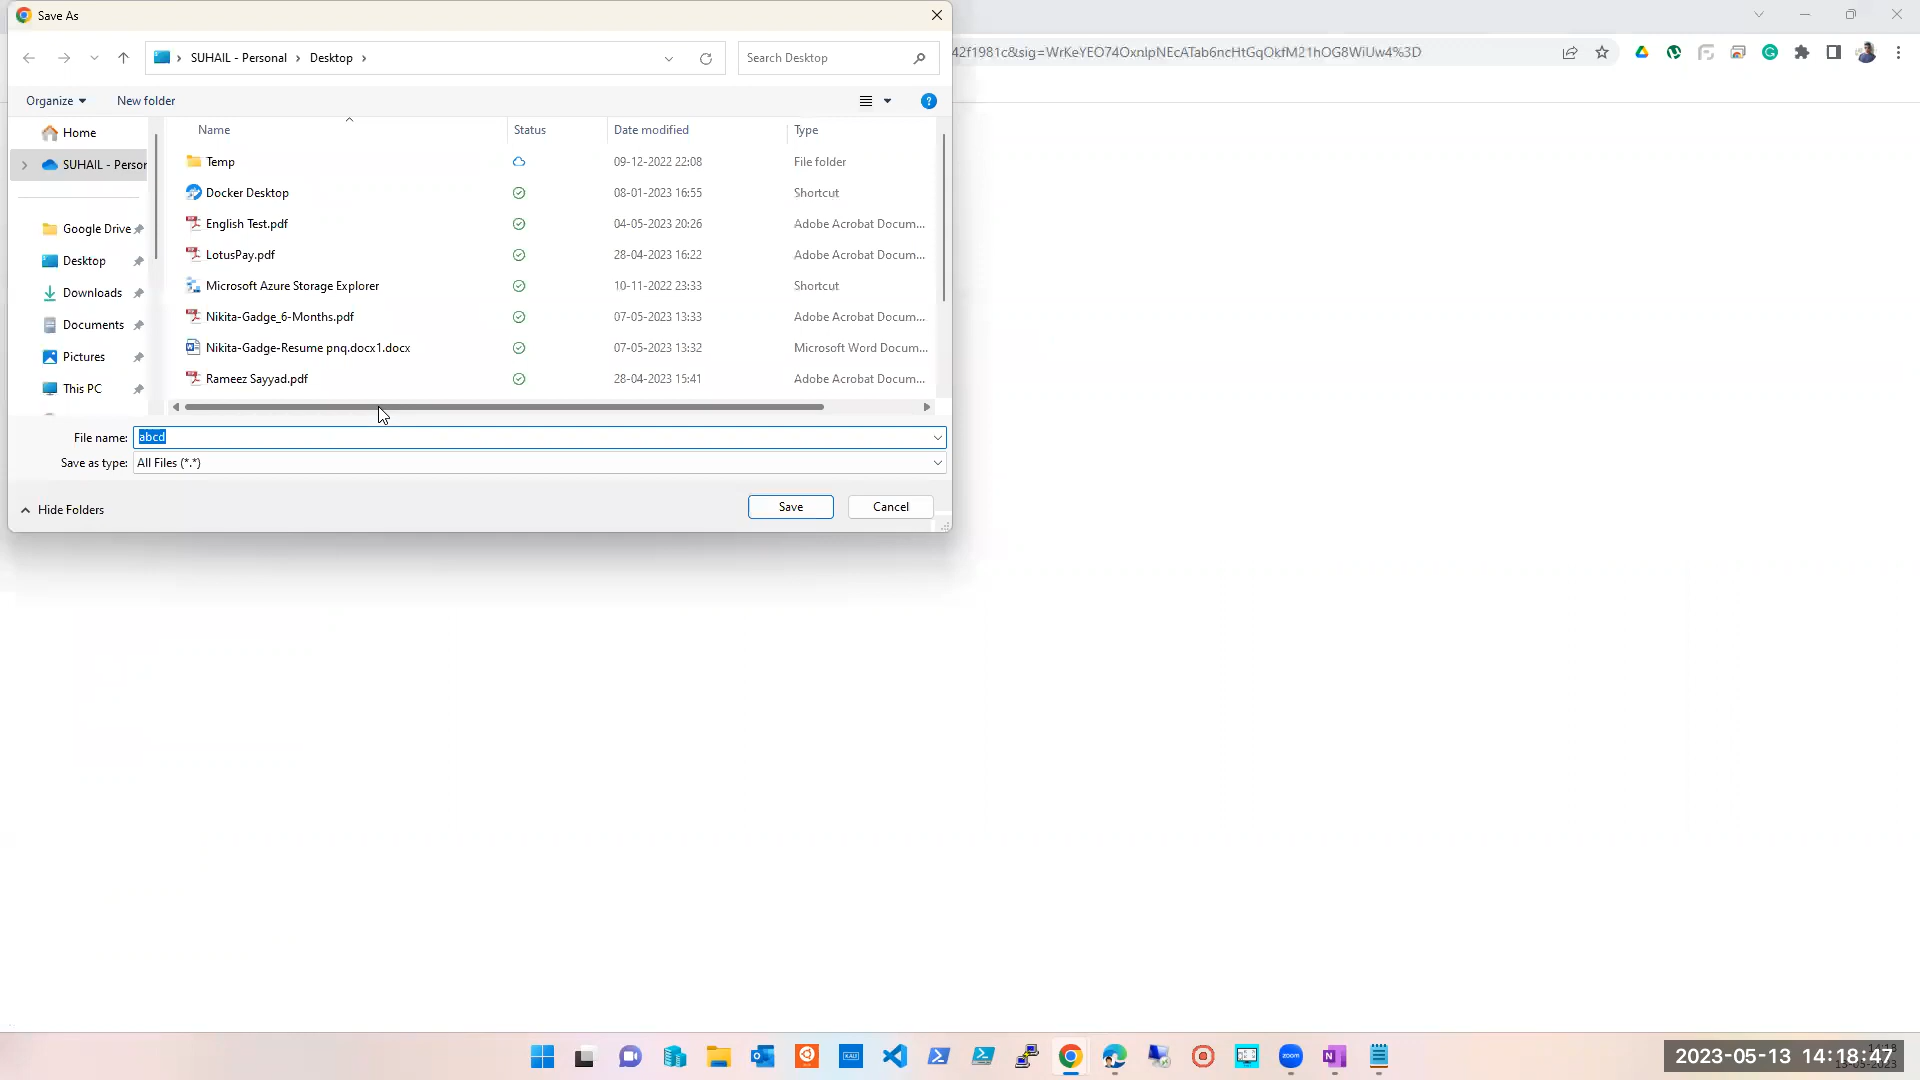 Save As
42f1981c&sig=WrKeYEO74OxnIpNEcATab6ncHtGqOkfM21hOG8WiUw4%3D
SUHAIL - Personal
Desktop
Search Desktop
Organize
New folder
Name
Status
Date modified
Type
Home
SUHAIL - Person
Google Drive
Desktop
Downloads
Documents
Pictures
This PC
Temp 09-12-2022 22:08 File folder
Docker Desktop 08-01-2023 16:55 Shortcut
English Test.pdf 04-05-2023 20:26 Adobe Acrobat Docum...
LotusPay.pdf 28-04-2023 16:22 Adobe Acrobat Docum...
Microsoft Azure Storage Explorer 10-11-2022 23:33 Shortcut
Nikita-Gadge_6-Months.pdf 07-05-2023 13:33 Adobe Acrobat Docum...
Nikita-Gadge-Resume pnq.docx1.docx 07-05-2023 13:32 Microsoft Word Docum...
Rameez Sayyad.pdf 28-04-2023 15:41 Adobe Acrobat Docum...
File name: abcd
Save as type: All Files (*.*)
Hide Folders
Save
Cancel
KALI
zoom
2023-05-13 14:18:47